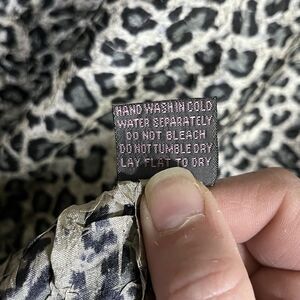 HAND WASH IN COLD
WATER SEPARATELY
DO NOT BLEACH
DO NOT TUMBLE DRY
LAY FLAT TO DRY